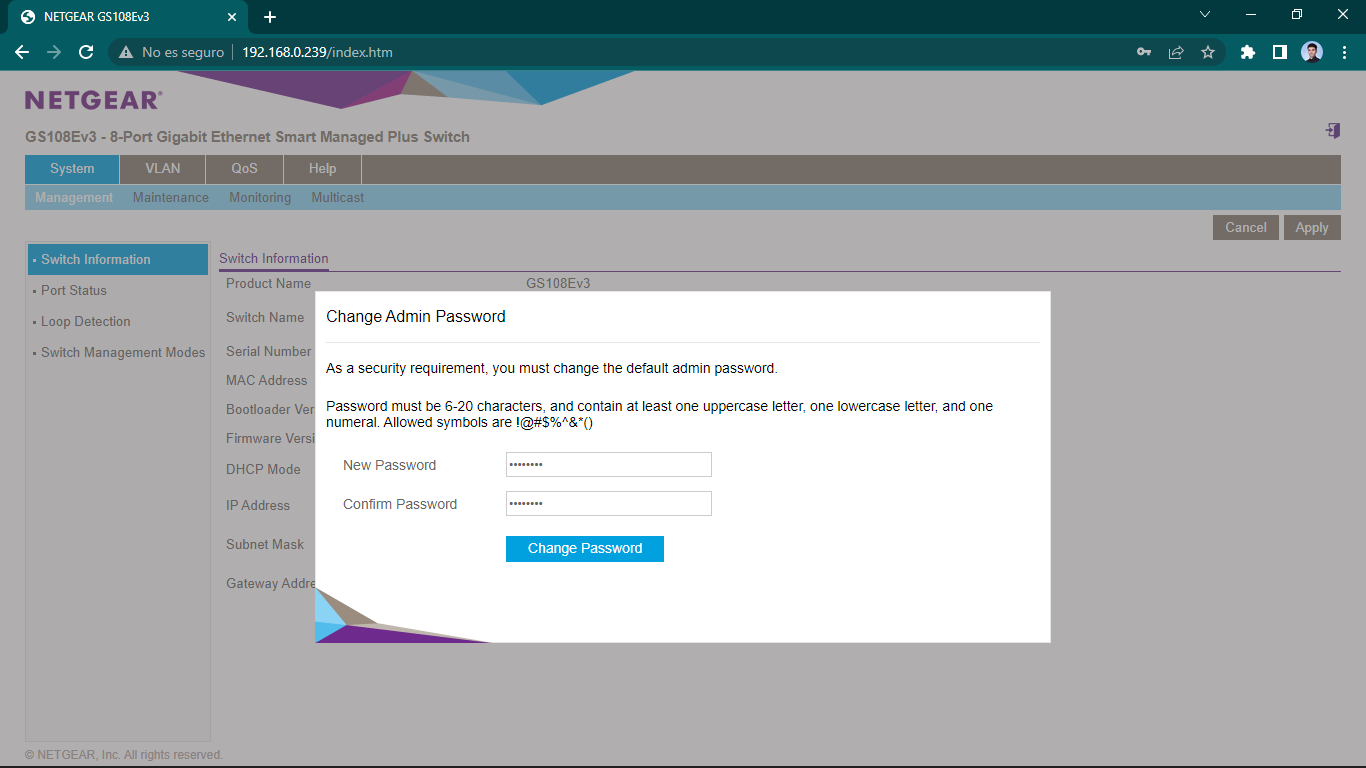 NETGEAR GS108Ev3
No es seguro 192.168.0.239/index.htm
NETGEAR®
GS108Ev3 - 8-Port Gigabit Ethernet Smart Managed Plus Switch
System VLAN QoS Help
Management Maintenance Monitoring Multicast
Cancel Apply
Switch Information
Port Status
Loop Detection
Switch Management Modes
Switch Information
Product Name GS108Ev3
Switch Name
Serial Number
MAC Address
Bootloader Ver
Firmware Versi
DHCP Mode
IP Address
Subnet Mask
Gateway Addre
Change Admin Password
As a security requirement, you must change the default admin password.
Password must be 6-20 characters, and contain at least one uppercase letter, one lowercase letter, and one
numeral. Allowed symbols are !@#$%^&*()
New Password ••••••••
Confirm Password ••••••••
Change Password
© NETGEAR, Inc. All rights reserved.